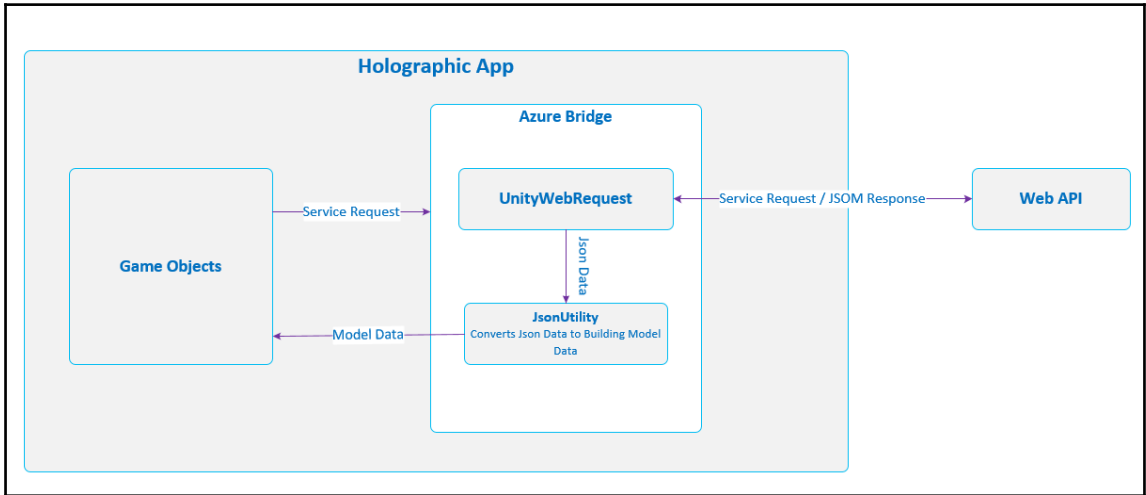 Holographic App
Azure Bridge
UnityWebRequest
Service Request / JSOM Response
Web API
Service Request
Game Objects
Json Data
JsonUtility
Converts Json Data to Building Model
Data
Model Data